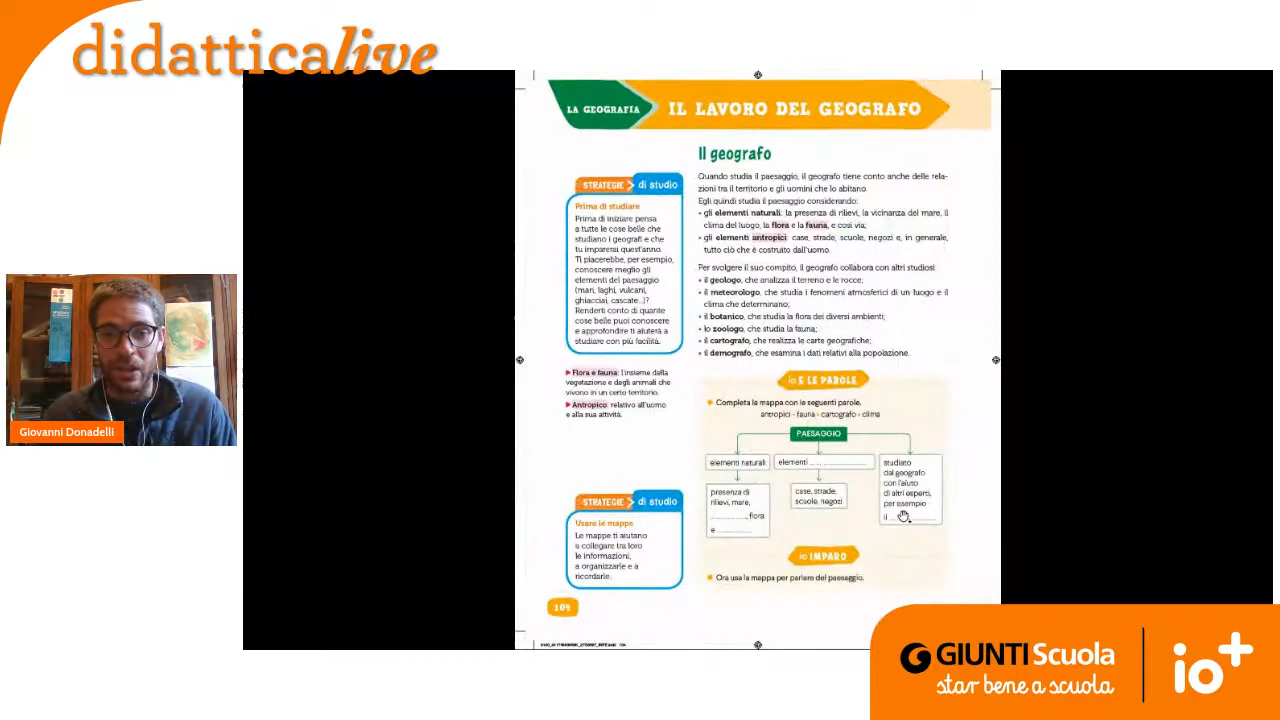 didatticalive
LA GEOGRAFIA
IL LAVORO DEL GEOGRAFO
Il geografo
Quando studia il paesaggio, il geografo tiene conto anche delle rela-
zioni tra il territorio e gli uomini che lo abitano.
Egli quindi studia il paesaggio considerando:
• gli elementi naturali: la presenza di rilievi, la vicinanza del mare, il
clima del luogo, la flora e la fauna, e così via;
• gli elementi antropici: case, strade, scuole, negozi e, in generale,
tutto ciò che è costruito dall'uomo.
Per svolgere il suo compito, il geografo collabora con altri studiosi
• il geologo, che analizza il terreno e le rocce;
• il meteorologo, che studia i fenomeni atmosferici di un luogo e il
clima che determinano;
• il botanico, che studia la flora dei diversi ambienti;
• lo zoologo, che studia la fauna;
• il cartografo, che realizza le carte geografiche;
• il demografo, che esamina i dati relativi alla popolazione.
STRATEGIE > di studio
Prima di studiare
Prima di iniziare pensa
a tutte le cose belle che
studiano i geografi e che
tu imparerai quest'anno.
Ti piacerebbe, per esempio,
conoscere meglio gli
elementi del paesaggio
(mari, laghi, vulcani,
ghiacciai, cascate...)?
Renderti conto di quante
cose belle puoi conoscere
e approfondire ti aiuterà a
studiare con più facilità.
Flora e fauna: l'insieme della
vegetazione e degli animali che
vivono in un certo territorio.
Antropico: relativo all'uomo
e alla sua attività.
io E LE PAROLE
Completa la mappa con le seguenti parole.
antropici - fauna - cartografo - clima
PAESAGGIO
elementi naturali
elementi ....................
studiato
dal geografo
con l'aiuto
di altri esperti,
per esempio
il ....................
presenza di
rilievi, mare,
..............., flora
e ...............
case, strade,
scuole, negozi
STRATEGIE > di studio
Usare le mappe
Le mappe ti aiutano
a collegare tra loro
le informazioni,
a organizzarle e a
ricordarle.
io IMPARO
Ora usa la mappa per parlare del paesaggio.
104
Giovanni Donadelli
GIUNTI Scuola
star bene a scuola
io+